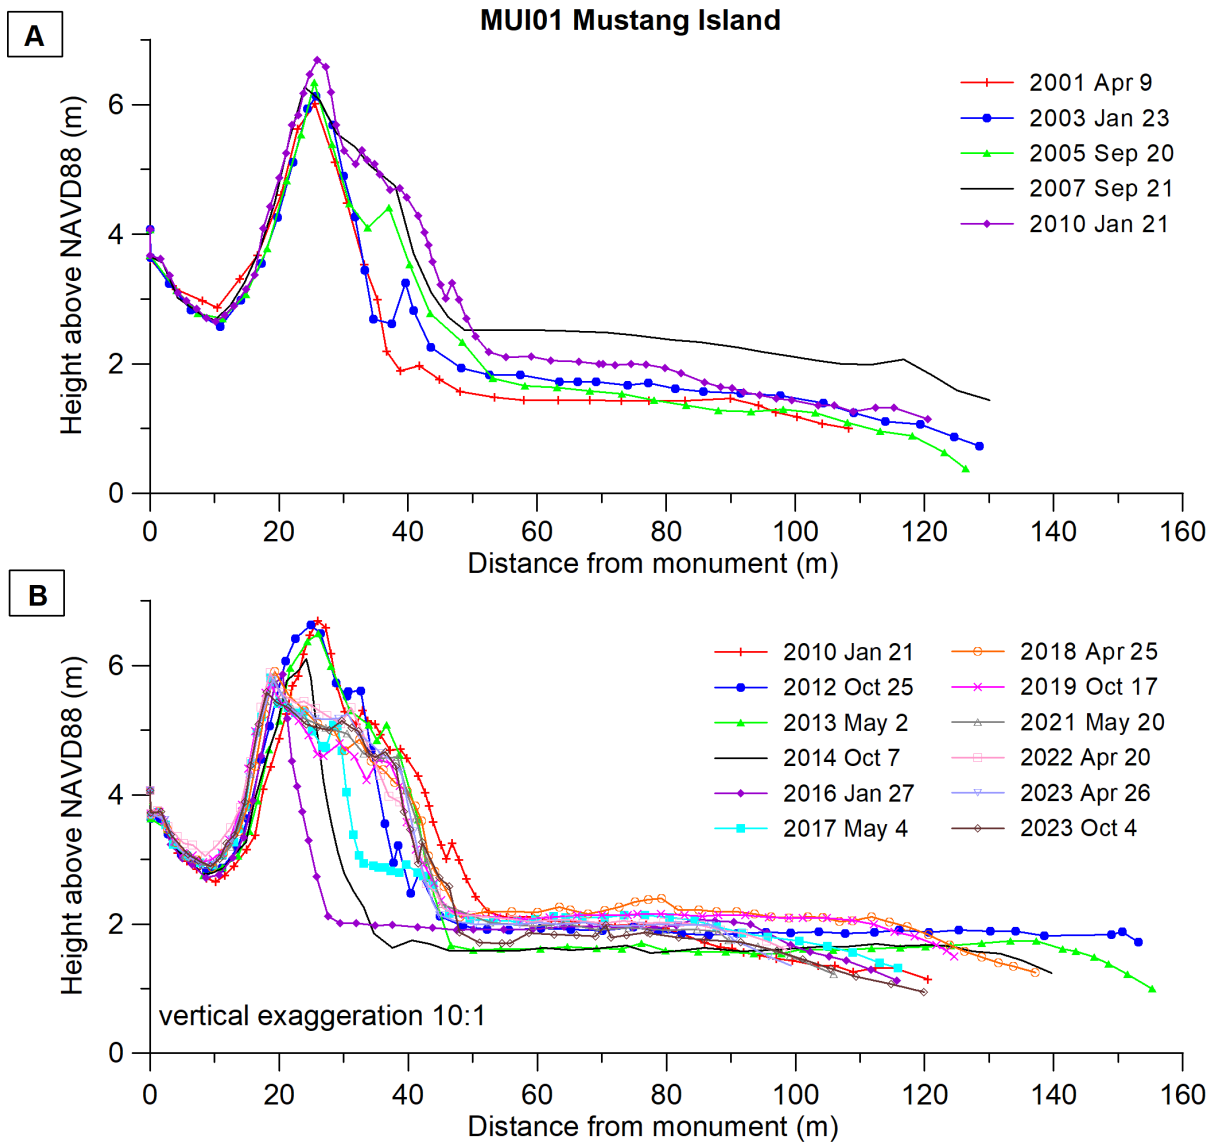 MUI01 Mustang Island
A
Height above NAVD88 (m)
6
4
2
0
2001 Apr 9
2003 Jan 23
2005 Sep 20
2007 Sep 21
2010 Jan 21
0 20 40 60 80 100 120 140 160
Distance from monument (m)
B
Height above NAVD88 (m)
6
4
2
0
2010 Jan 21
2012 Oct 25
2013 May 2
2014 Oct 7
2016 Jan 27
2017 May 4
2018 Apr 25
2019 Oct 17
2021 May 20
2022 Apr 20
2023 Apr 26
2023 Oct 4
vertical exaggeration 10:1
0 20 40 60 80 100 120 140 160
Distance from monument (m)